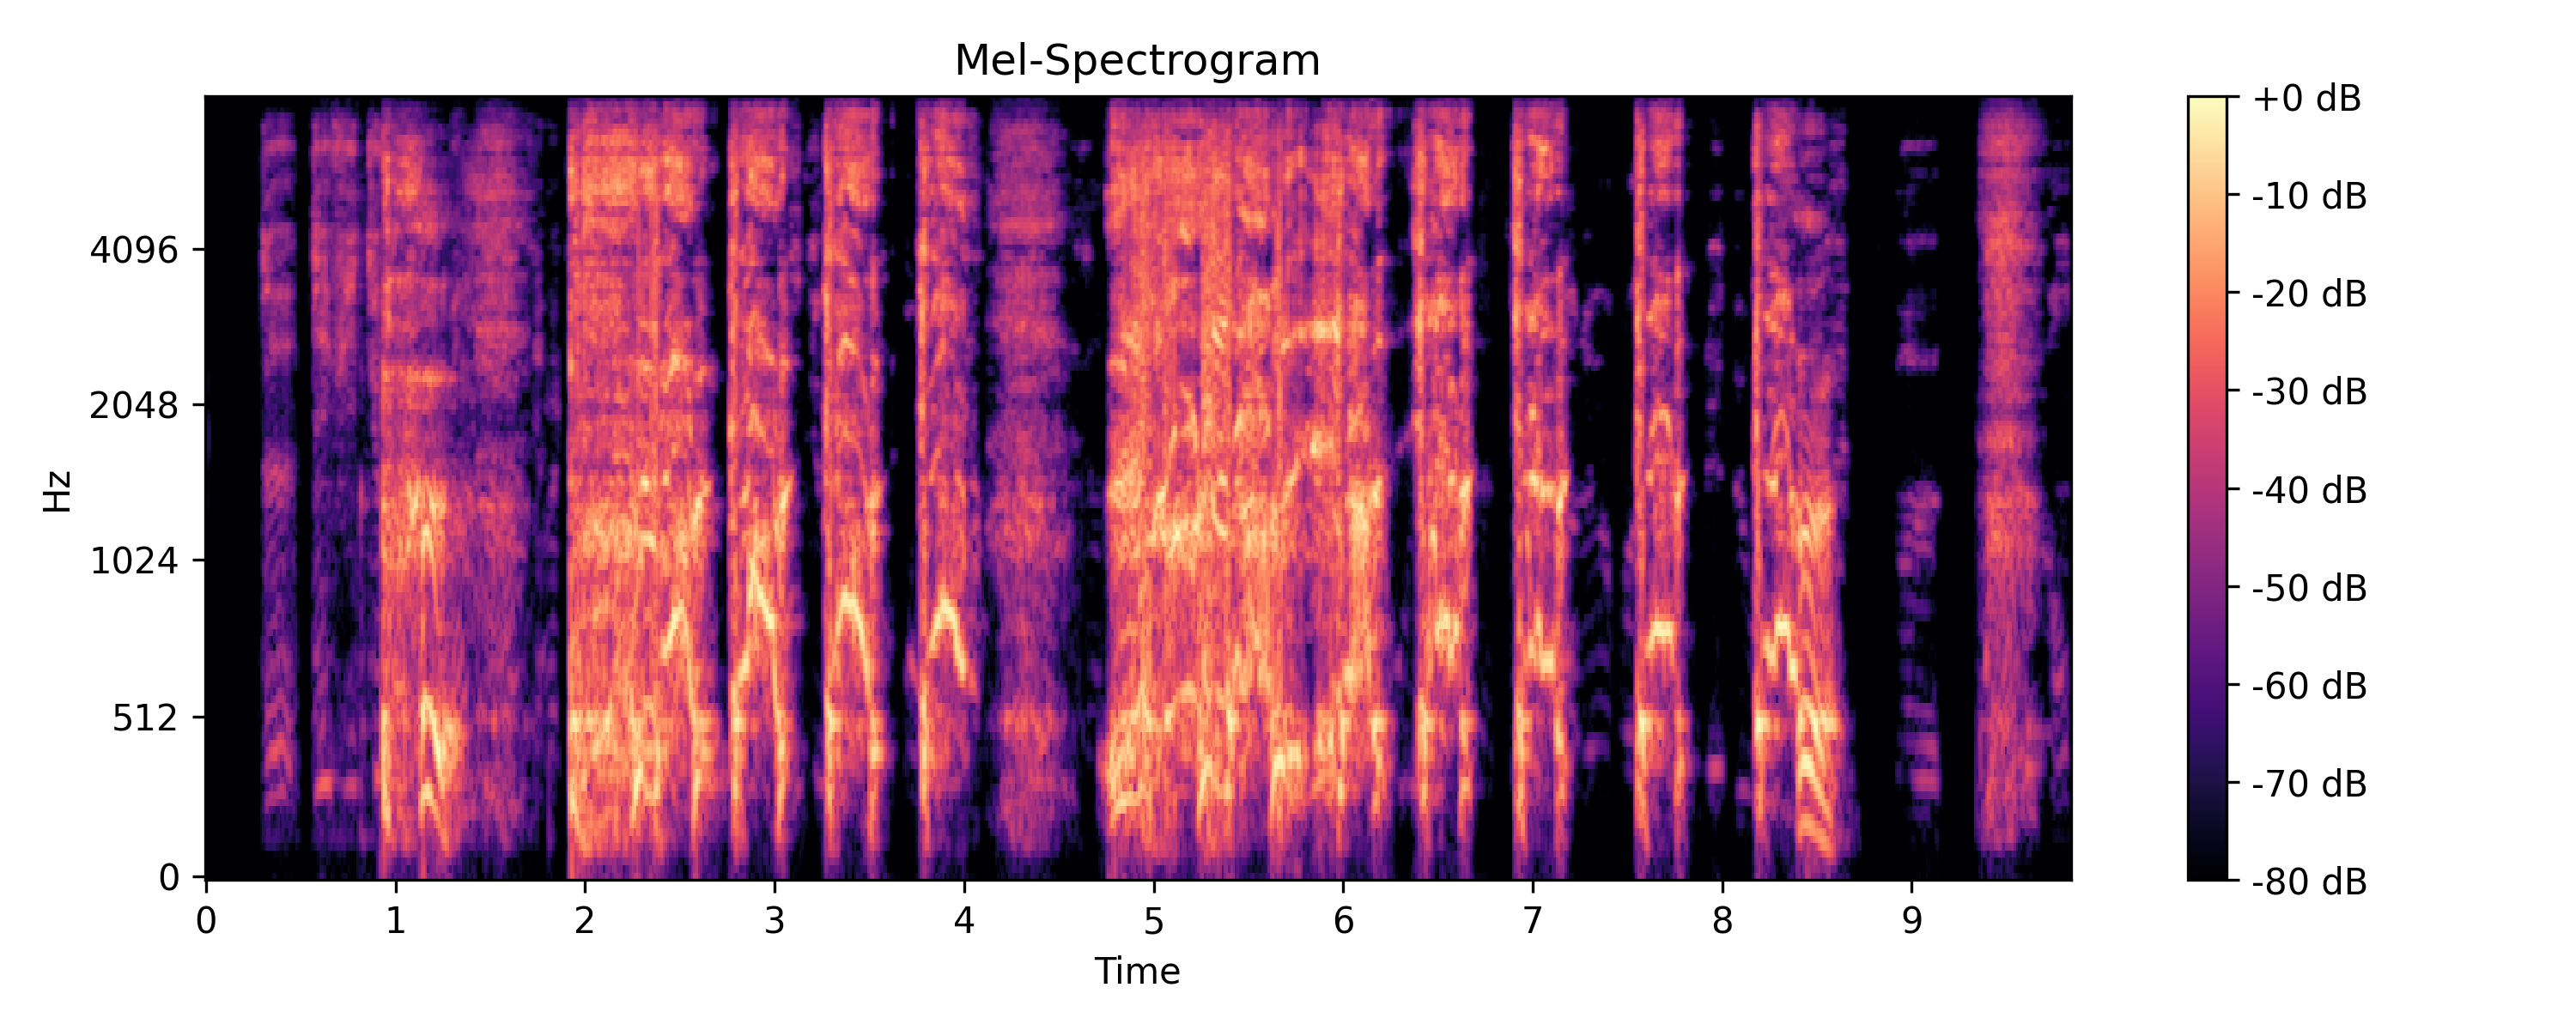 Mel-Spectrogram
+0 dB
-10 dB
-20 dB
-30 dB
-40 dB
-50 dB
-60 dB
-70 dB
-80 dB
4096
2048
1024
512
0
Hz
0 1 2 3 4 5 6 7 8 9
Time